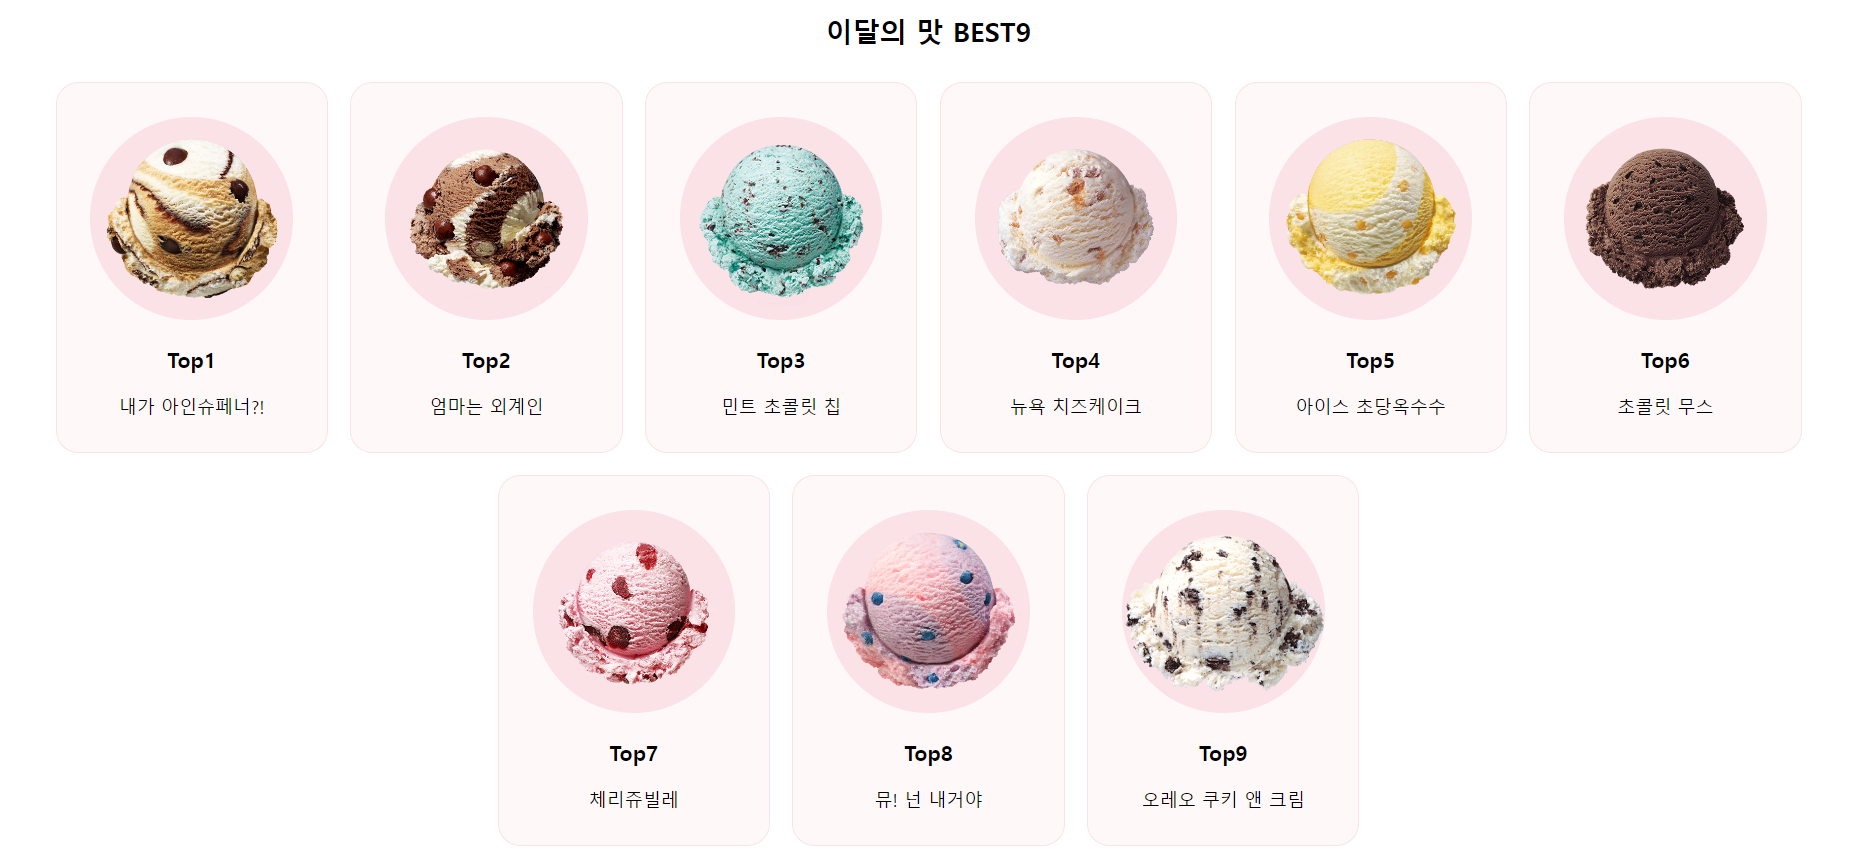 이달의 맛 BEST9
Top1
내가 아인슈페너?!
Top2
엄마는 외계인
Top3
민트 초콜릿 칩
Top4
뉴욕 치즈케이크
Top5
아이스 초당옥수수
Top6
초콜릿 무스
Top7
체리쥬빌레
Top8
뮤! 넌 내거야
Top9
오레오 쿠키 앤 크림